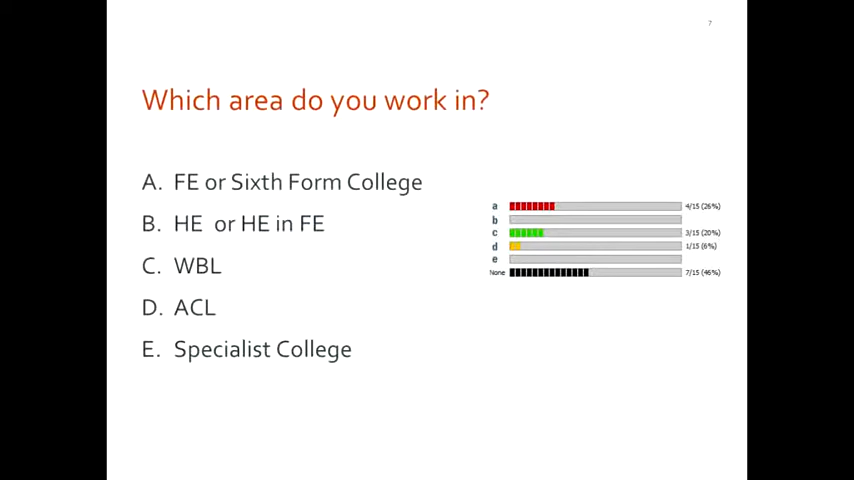 7
Which area do you work in?
A. FE or Sixth Form College
B. HE or HE in FE
C. WBL
D. ACL
E. Specialist College
a 4/15 (26%)
b
c 3/15 (20%)
d 1/15 (6%)
e
None 7/15 (46%)